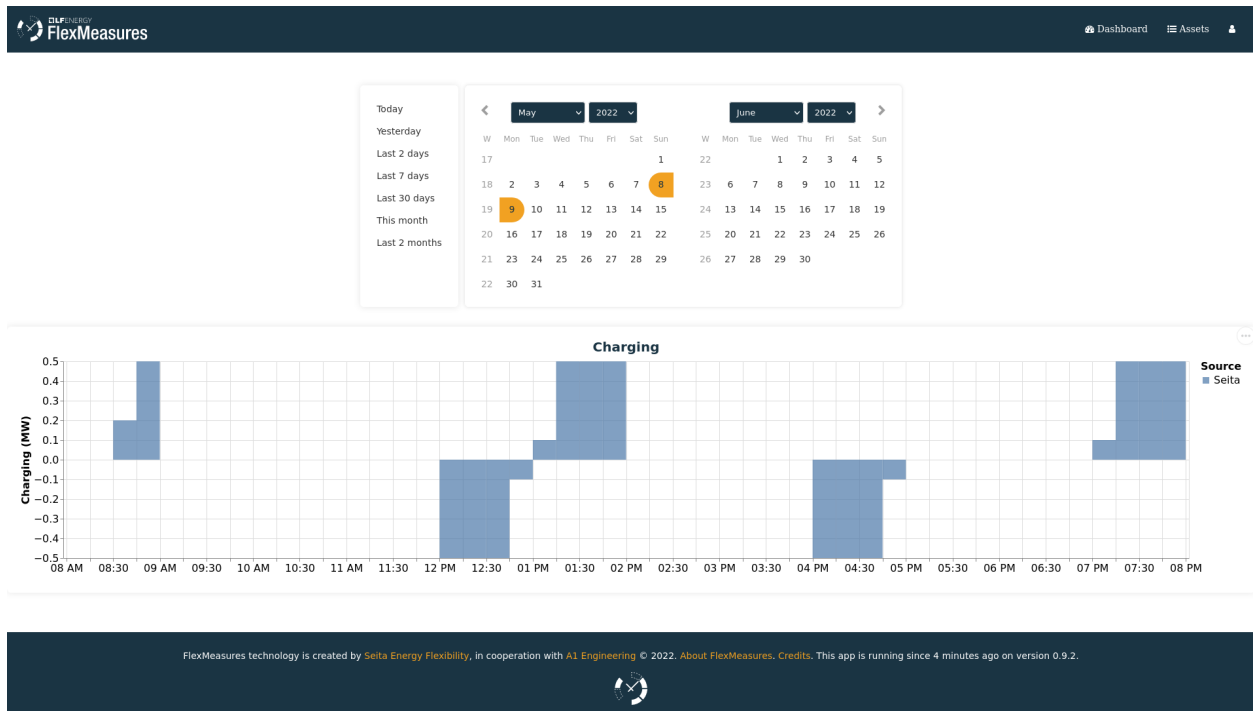 LFENERGY
FlexMeasures
Dashboard Assets
Today
Yesterday
Last 2 days
Last 7 days
Last 30 days
This month
Last 2 months
May 2022
W Mon Tue Wed Thu Fri Sat Sun
17 1
18 2 3 4 5 6 7 8
19 9 10 11 12 13 14 15
20 16 17 18 19 20 21 22
21 23 24 25 26 27 28 29
22 30 31
June 2022
W Mon Tue Wed Thu Fri Sat Sun
22 1 2 3 4 5
23 6 7 8 9 10 11 12
24 13 14 15 16 17 18 19
25 20 21 22 23 24 25 26
26 27 28 29 30
Charging
Charging (MW)
0.5
0.4
0.3
0.2
0.1
0.0
−0.1
−0.2
−0.3
−0.4
−0.5
08 AM 08:30 09 AM 09:30 10 AM 10:30 11 AM 11:30 12 PM 12:30 01 PM 01:30 02 PM 02:30 03 PM 03:30 04 PM 04:30 05 PM 05:30 06 PM 06:30 07 PM 07:30 08 PM
Source
Seita
FlexMeasures technology is created by Seita Energy Flexibility, in cooperation with A1 Engineering © 2022. About FlexMeasures. Credits. This app is running since 4 minutes ago on version 0.9.2.